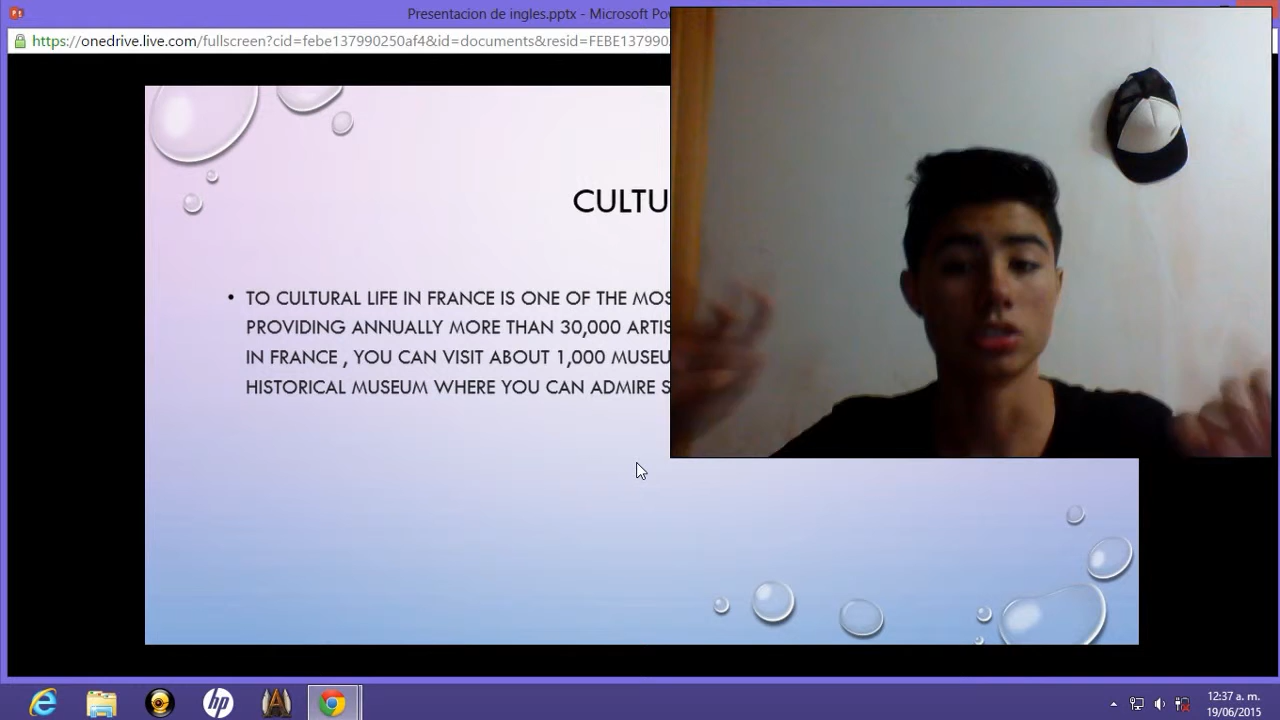 Presentacion de ingles.pptx - Microsoft Po
https://onedrive.live.com/fullscreen?cid=febe137990250af4&id=documents&resid=FEBE137990
CULTU
TO CULTURAL LIFE IN FRANCE IS ONE OF THE MOS
PROVIDING ANNUALLY MORE THAN 30,000 ARTIS
IN FRANCE , YOU CAN VISIT ABOUT 1,000 MUSEU
HISTORICAL MUSEUM WHERE YOU CAN ADMIRE S
hp
12:37 a. m.
19/06/2015